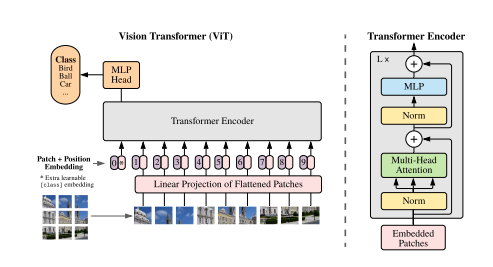 Vision Transformer (ViT)
Transformer Encoder
Class
Bird
Ball
Car
...
MLP
Head
Transformer Encoder
Patch + Position
Embedding
* Extra learnable
[class] embedding
0 * 1 2 3 4 5 6 7 8 9
Linear Projection of Flattened Patches
L x
+
MLP
Norm
+
Multi-Head
Attention
Norm
Embedded
Patches